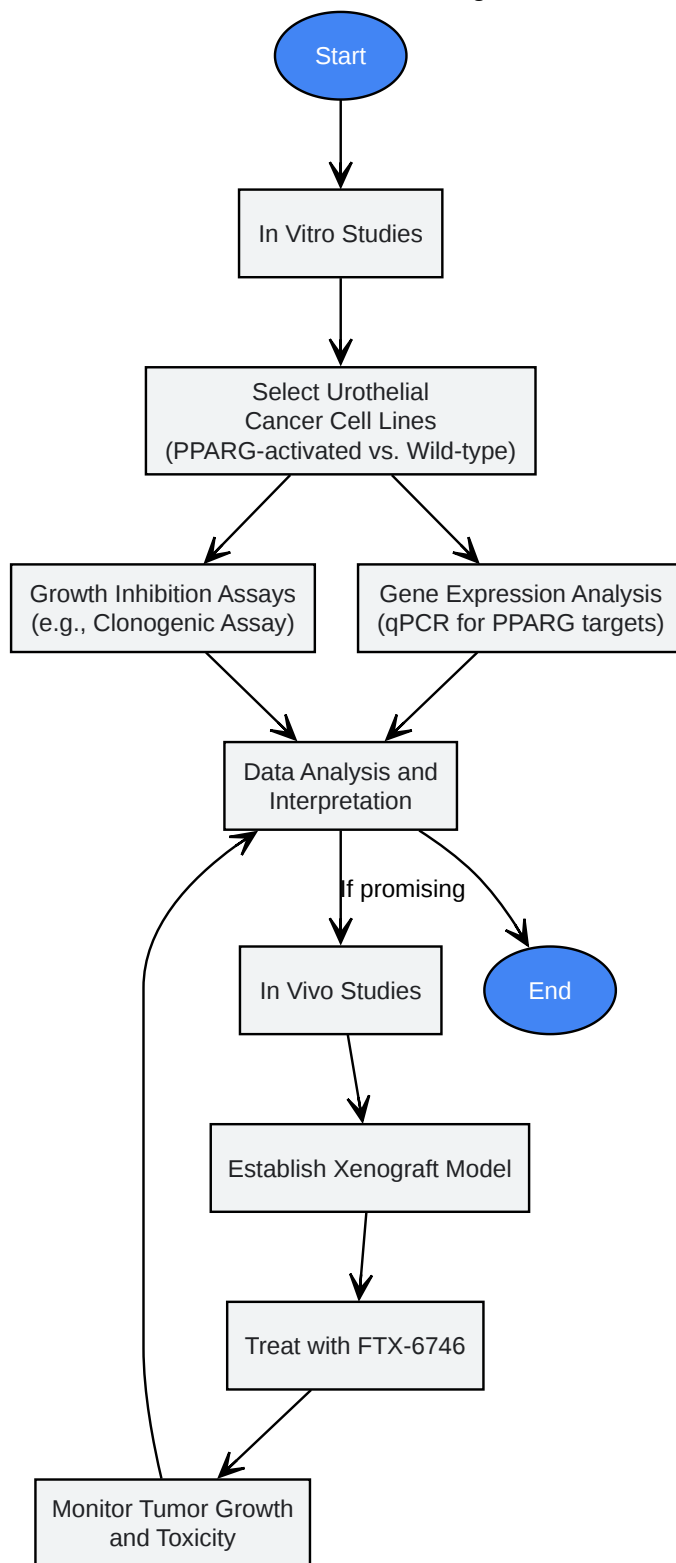 Start
In Vitro Studies
Select Urothelial
Cancer Cell Lines
(PPARG-activated vs. Wild-type)
Growth Inhibition Assays
(e.g., Clonogenic Assay)
Gene Expression Analysis
(qPCR for PPARG targets)
Data Analysis and
Interpretation
If promising
In Vivo Studies
End
Establish Xenograft Model
Treat with FTX-6746
Monitor Tumor Growth
and Toxicity